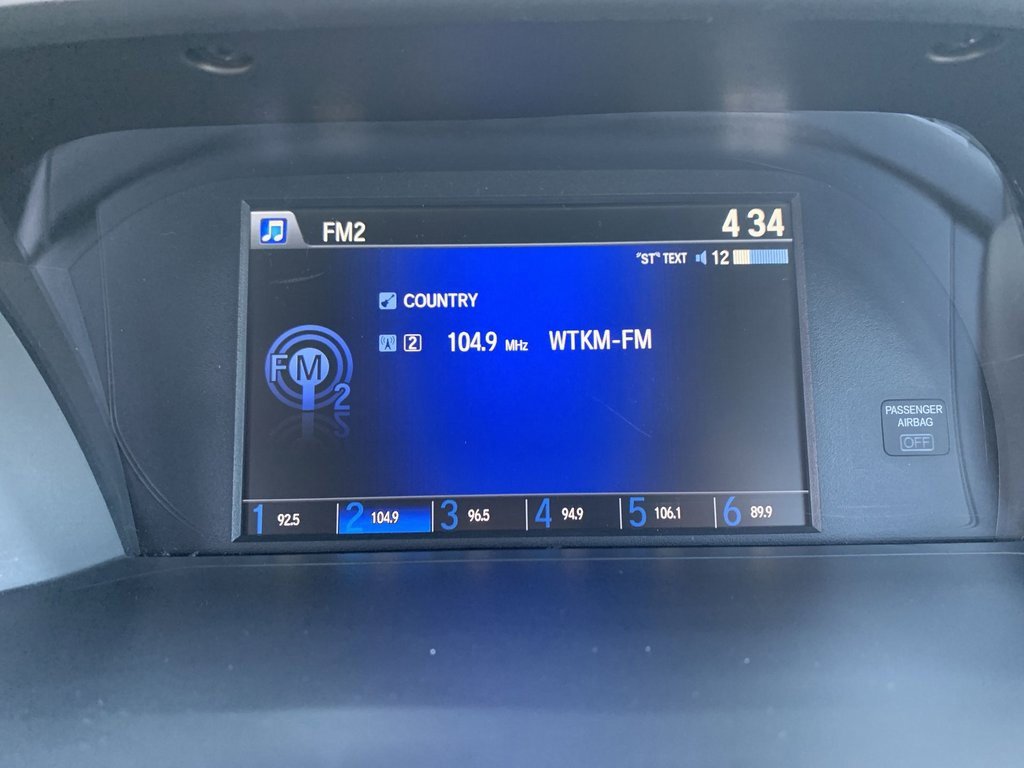 FM2 4 34
"ST" TEXT 12
COUNTRY
2 104.9 MHz WTKM-FM
FM
2
PASSENGER
AIRBAG
OFF
1 92.5 2 104.9 3 96.5 4 94.9 5 106.1 6 89.9